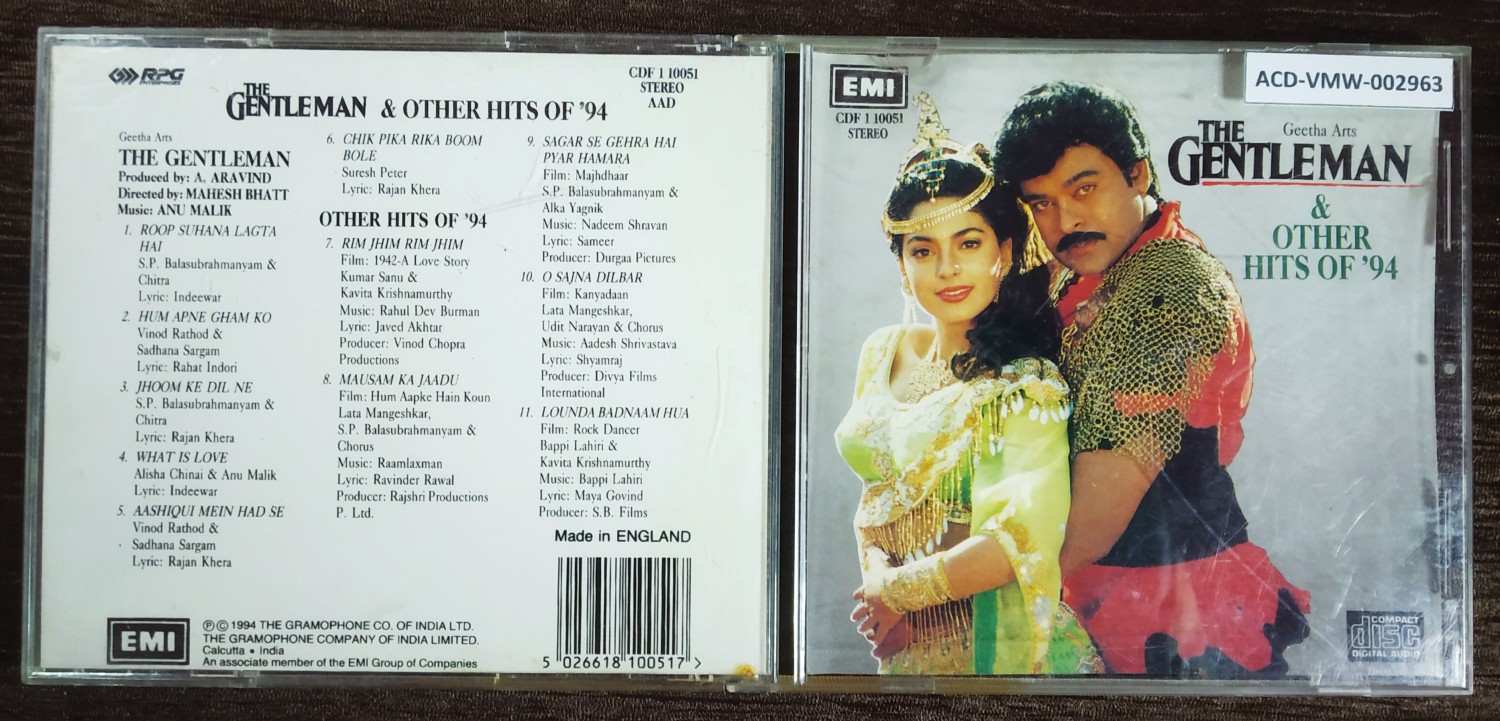 RPG
ENTERPRISES
THE
GENTLEMAN & OTHER HITS OF '94
CDF 1 10051
STEREO
AAD
Geetha Arts
THE GENTLEMAN
Produced by: A. ARAVIND
Directed by: MAHESH BHATT
Music: ANU MALIK
1. ROOP SUHANA LAGTA
HAI
S.P. Balasubrahmanyam &
Chitra
Lyric: Indeewar
2. HUM APNE GHAM KO
Vinod Rathod &
Sadhana Sargam
Lyric: Rahat Indori
3. JHOOM KE DIL NE
S.P. Balasubrahmanyam &
Chitra
Lyric: Rajan Khera
4. WHAT IS LOVE
Alisha Chinai & Anu Malik
Lyric: Indeewar
5. AASHIQUI MEIN HAD SE
Vinod Rathod &
Sadhana Sargam
Lyric: Rajan Khera
6. CHIK PIKA RIKA BOOM
BOLE
Suresh Peter
Lyric: Rajan Khera
OTHER HITS OF '94
7. RIM JHIM RIM JHIM
Film: 1942-A Love Story
Kumar Sanu &
Kavita Krishnamurthy
Music: Rahul Dev Burman
Lyric: Javed Akhtar
Producer: Vinod Chopra
Productions
8. MAUSAM KA JAADU
Film: Hum Aapke Hain Koun
Lata Mangeshkar,
S.P. Balasubrahmanyam &
Chorus
Music: Raamlaxman
Lyric: Ravinder Rawal
Producer: Rajshri Productions
P. Ltd.
9. SAGAR SE GEHRA HAI
PYAR HAMARA
Film: Majhdhaar
S.P. Balasubrahmanyam &
Alka Yagnik
Music: Nadeem Shravan
Lyric: Sameer
Producer: Durgaa Pictures
10. O SAJNA DILBAR
Film: Kanyadaan
Lata Mangeshkar,
Udit Narayan & Chorus
Music: Aadesh Shrivastava
Lyric: Shyamraj
Producer: Divya Films
International
11. LOUNDA BADNAAM HUA
Film: Rock Dancer
Bappi Lahiri &
Kavita Krishnamurthy
Music: Bappi Lahiri
Lyric: Maya Govind
Producer: S.B. Films
Made in ENGLAND
EMI
℗© 1994 THE GRAMOPHONE CO. OF INDIA LTD.
THE GRAMOPHONE COMPANY OF INDIA LIMITED.
Calcutta • India
An associate member of the EMI Group of Companies
5 026618 100517 >
EMI
CDF 1 10051
STEREO
ACD-VMW-002963
Geetha Arts
THE
GENTLEMAN
&
OTHER
HITS OF '94
COMPACT
disc
DIGITAL AUDIO